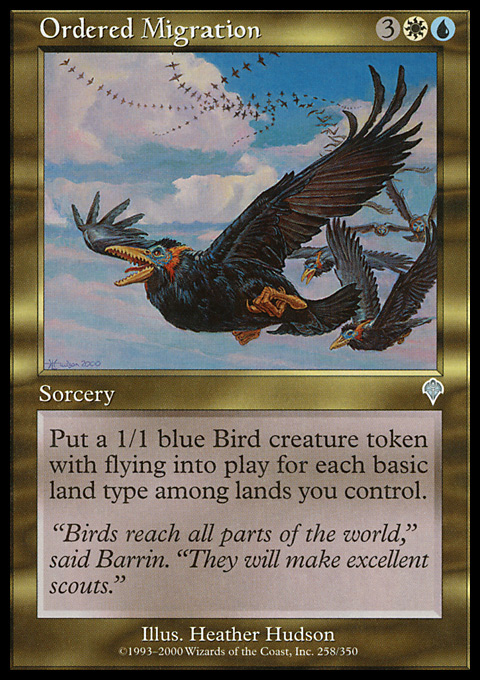 Ordered Migration 3
Sorcery
Put a 1/1 blue Bird creature token
with flying into play for each basic
land type among lands you control.
“Birds reach all parts of the world,”
said Barrin. “They will make excellent
scouts.”
Illus. Heather Hudson
©1993–2000 Wizards of the Coast, Inc. 258/350